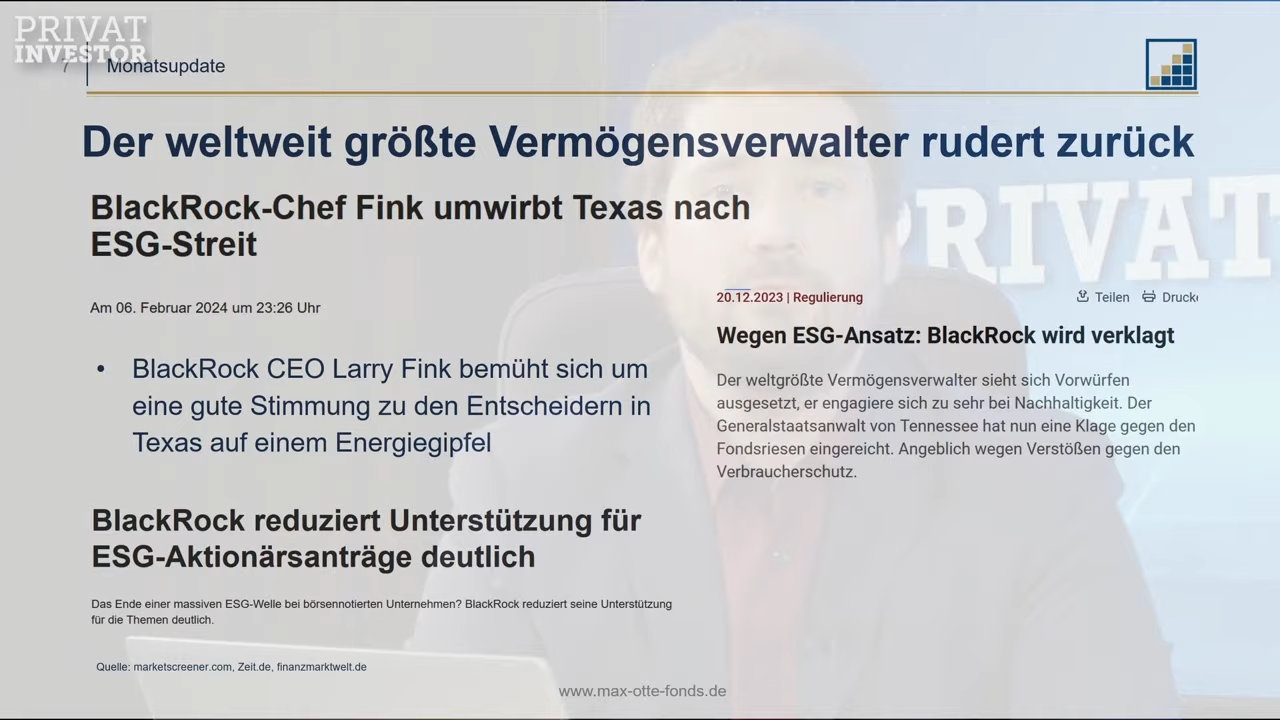 PRIVAT
INVESTOR
7
Monatsupdate
Der weltweit größte Vermögensverwalter rudert zurück
BlackRock-Chef Fink umwirbt Texas nach
ESG-Streit
Am 06. Februar 2024 um 23:26 Uhr
• BlackRock CEO Larry Fink bemüht sich um
eine gute Stimmung zu den Entscheidern in
Texas auf einem Energiegipfel
BlackRock reduziert Unterstützung für
ESG-Aktionärsanträge deutlich
Das Ende einer massiven ESG-Welle bei börsennotierten Unternehmen? BlackRock reduziert seine Unterstützung
für die Themen deutlich.
Quelle: marketscreener.com, Zeit.de, finanzmarktwelt.de
PRIVAT
20.12.2023 | Regulierung
Teilen
Drucke
Wegen ESG-Ansatz: BlackRock wird verklagt
Der weltgrößte Vermögensverwalter sieht sich Vorwürfen
ausgesetzt, er engagiere sich zu sehr bei Nachhaltigkeit. Der
Generalstaatsanwalt von Tennessee hat nun eine Klage gegen den
Fondsriesen eingereicht. Angeblich wegen Verstößen gegen den
Verbraucherschutz.
www.max-otte-fonds.de